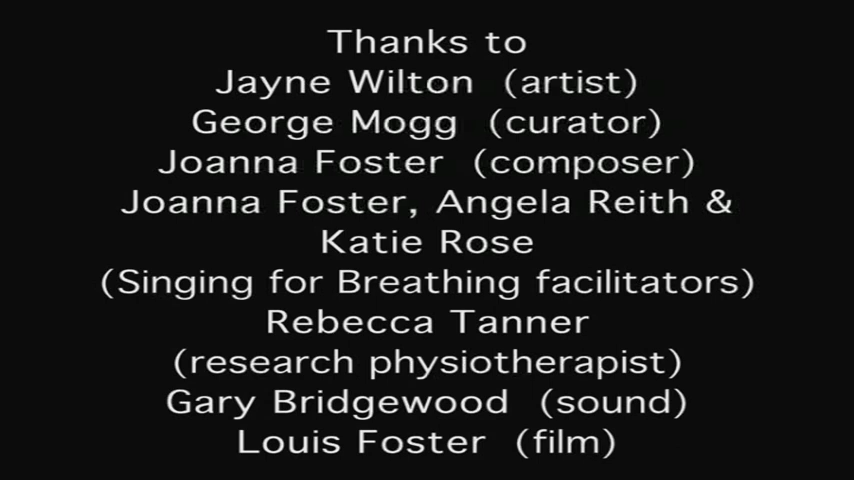 Thanks to
Jayne Wilton (artist)
George Mogg (curator)
Joanna Foster (composer)
Joanna Foster, Angela Reith &
Katie Rose
(Singing for Breathing facilitators)
Rebecca Tanner
(research physiotherapist)
Gary Bridgewood (sound)
Louis Foster (film)